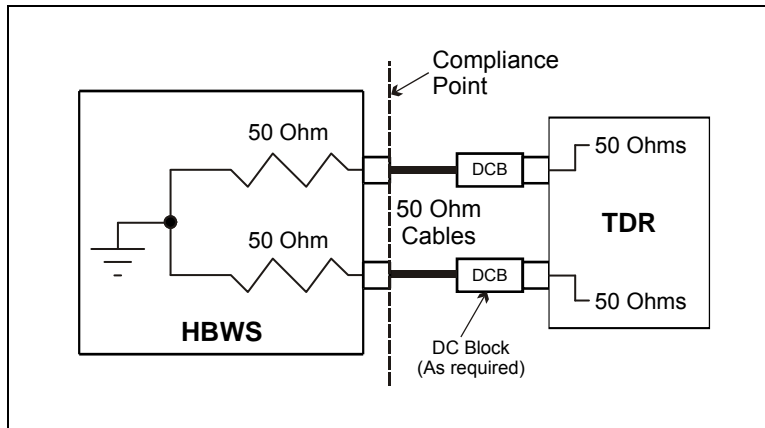 Compliance
Point
50 Ohm
50 Ohms
DCB
TDR
50 Ohm
Cables
50 Ohm
DCB
50 Ohms
HBWS
DC Block
(As required)